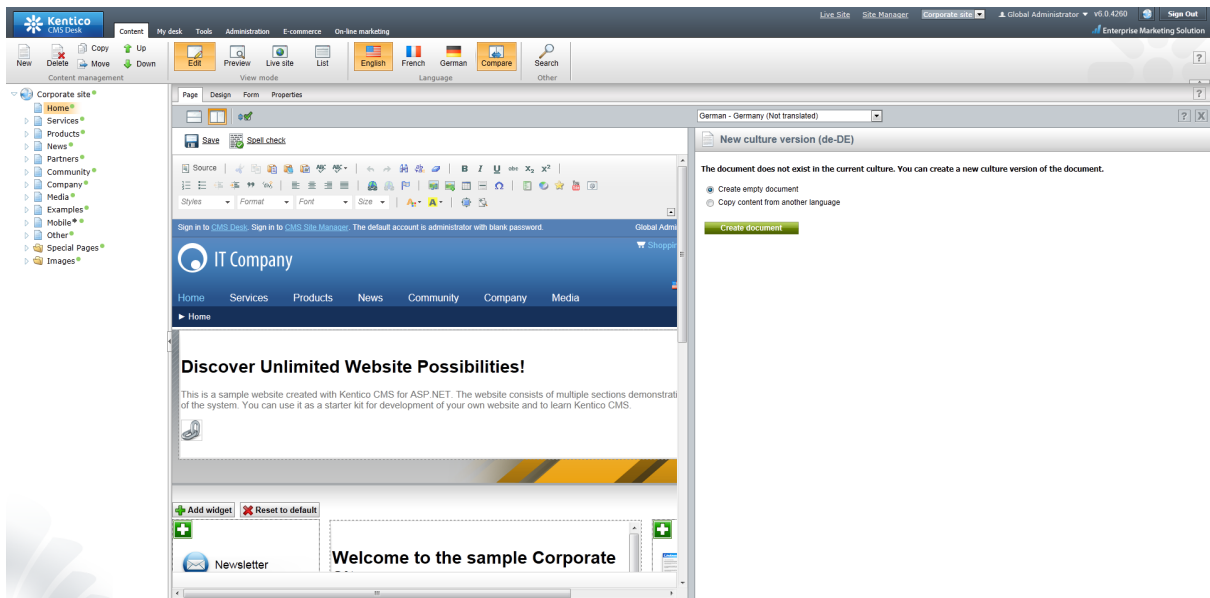 Kentico
CMS Desk
Content My desk Tools Administration E-commerce On-line marketing
Live Site Site Manager Corporate site Global Administrator v6.0.4260 Sign Out
Enterprise Marketing Solution
New Delete Copy Move Up Down
Content management
Edit Preview Live site List
View mode
English French German Compare
Language
Search
Other
?
Corporate site
Home
Services
Products
News
Partners
Community
Company
Media
Examples
Mobile
Other
Special Pages
Images
Page Design Form Properties
?
German - Germany (Not translated)
? X
Save Spell check
Source B I U abc X₂ X²
Styles Format Font Size A A
Sign in to CMS Desk. Sign in to CMS Site Manager. The default account is administrator with blank password. Global Admi
Shoppin
IT Company
Home Services Products News Community Company Media
► Home
Discover Unlimited Website Possibilities!
This is a sample website created with Kentico CMS for ASP.NET. The website consists of multiple sections demonstrati
of the system. You can use it as a starter kit for development of your own website and to learn Kentico CMS.
Add widget Reset to default
Newsletter
Welcome to the sample Corporate
New culture version (de-DE)
The document does not exist in the current culture. You can create a new culture version of the document.
Create empty document
Copy content from another language
Create document